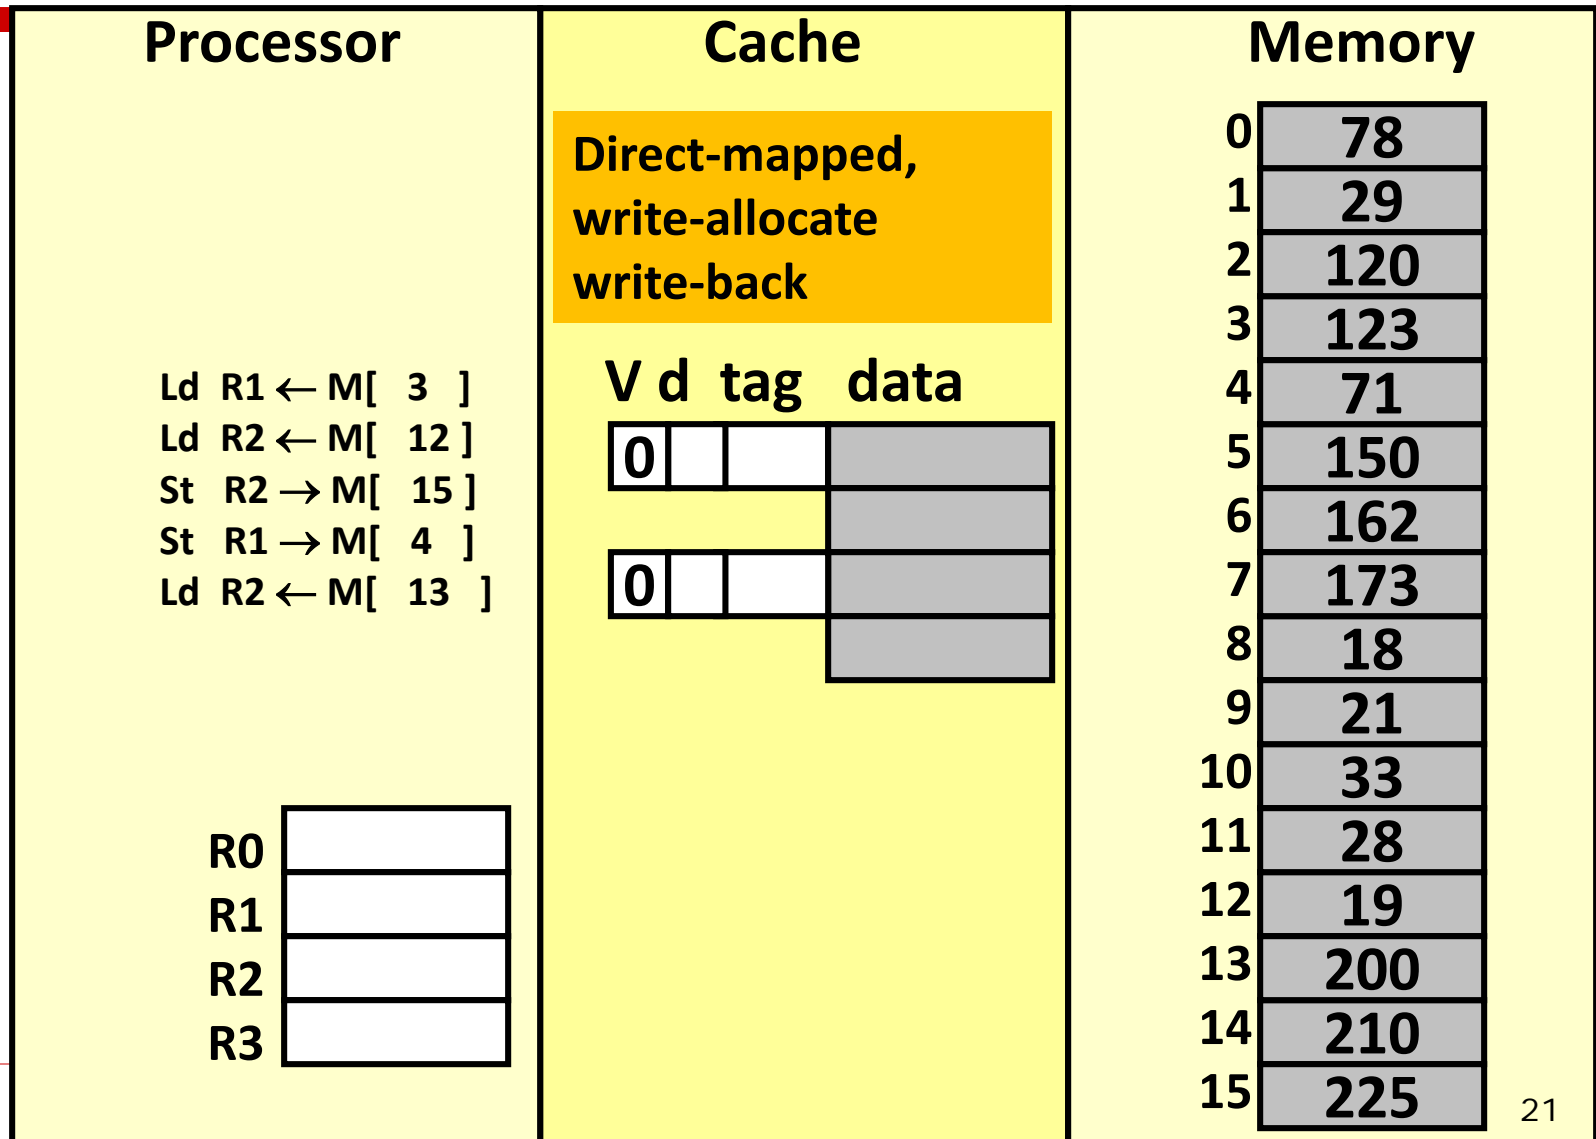 Processor
Ld R1 ← M[ 3 ]
Ld R2 ← M[ 12 ]
St R2 → M[ 15 ]
St R1 → M[ 4 ]
Ld R2 ← M[ 13 ]
R0
R1
R2
R3
Cache
Direct-mapped,
write-allocate
write-back
V d tag data
0
0
Memory
0 78
1 29
2 120
3 123
4 71
5 150
6 162
7 173
8 18
9 21
10 33
11 28
12 19
13 200
14 210
15 225
21